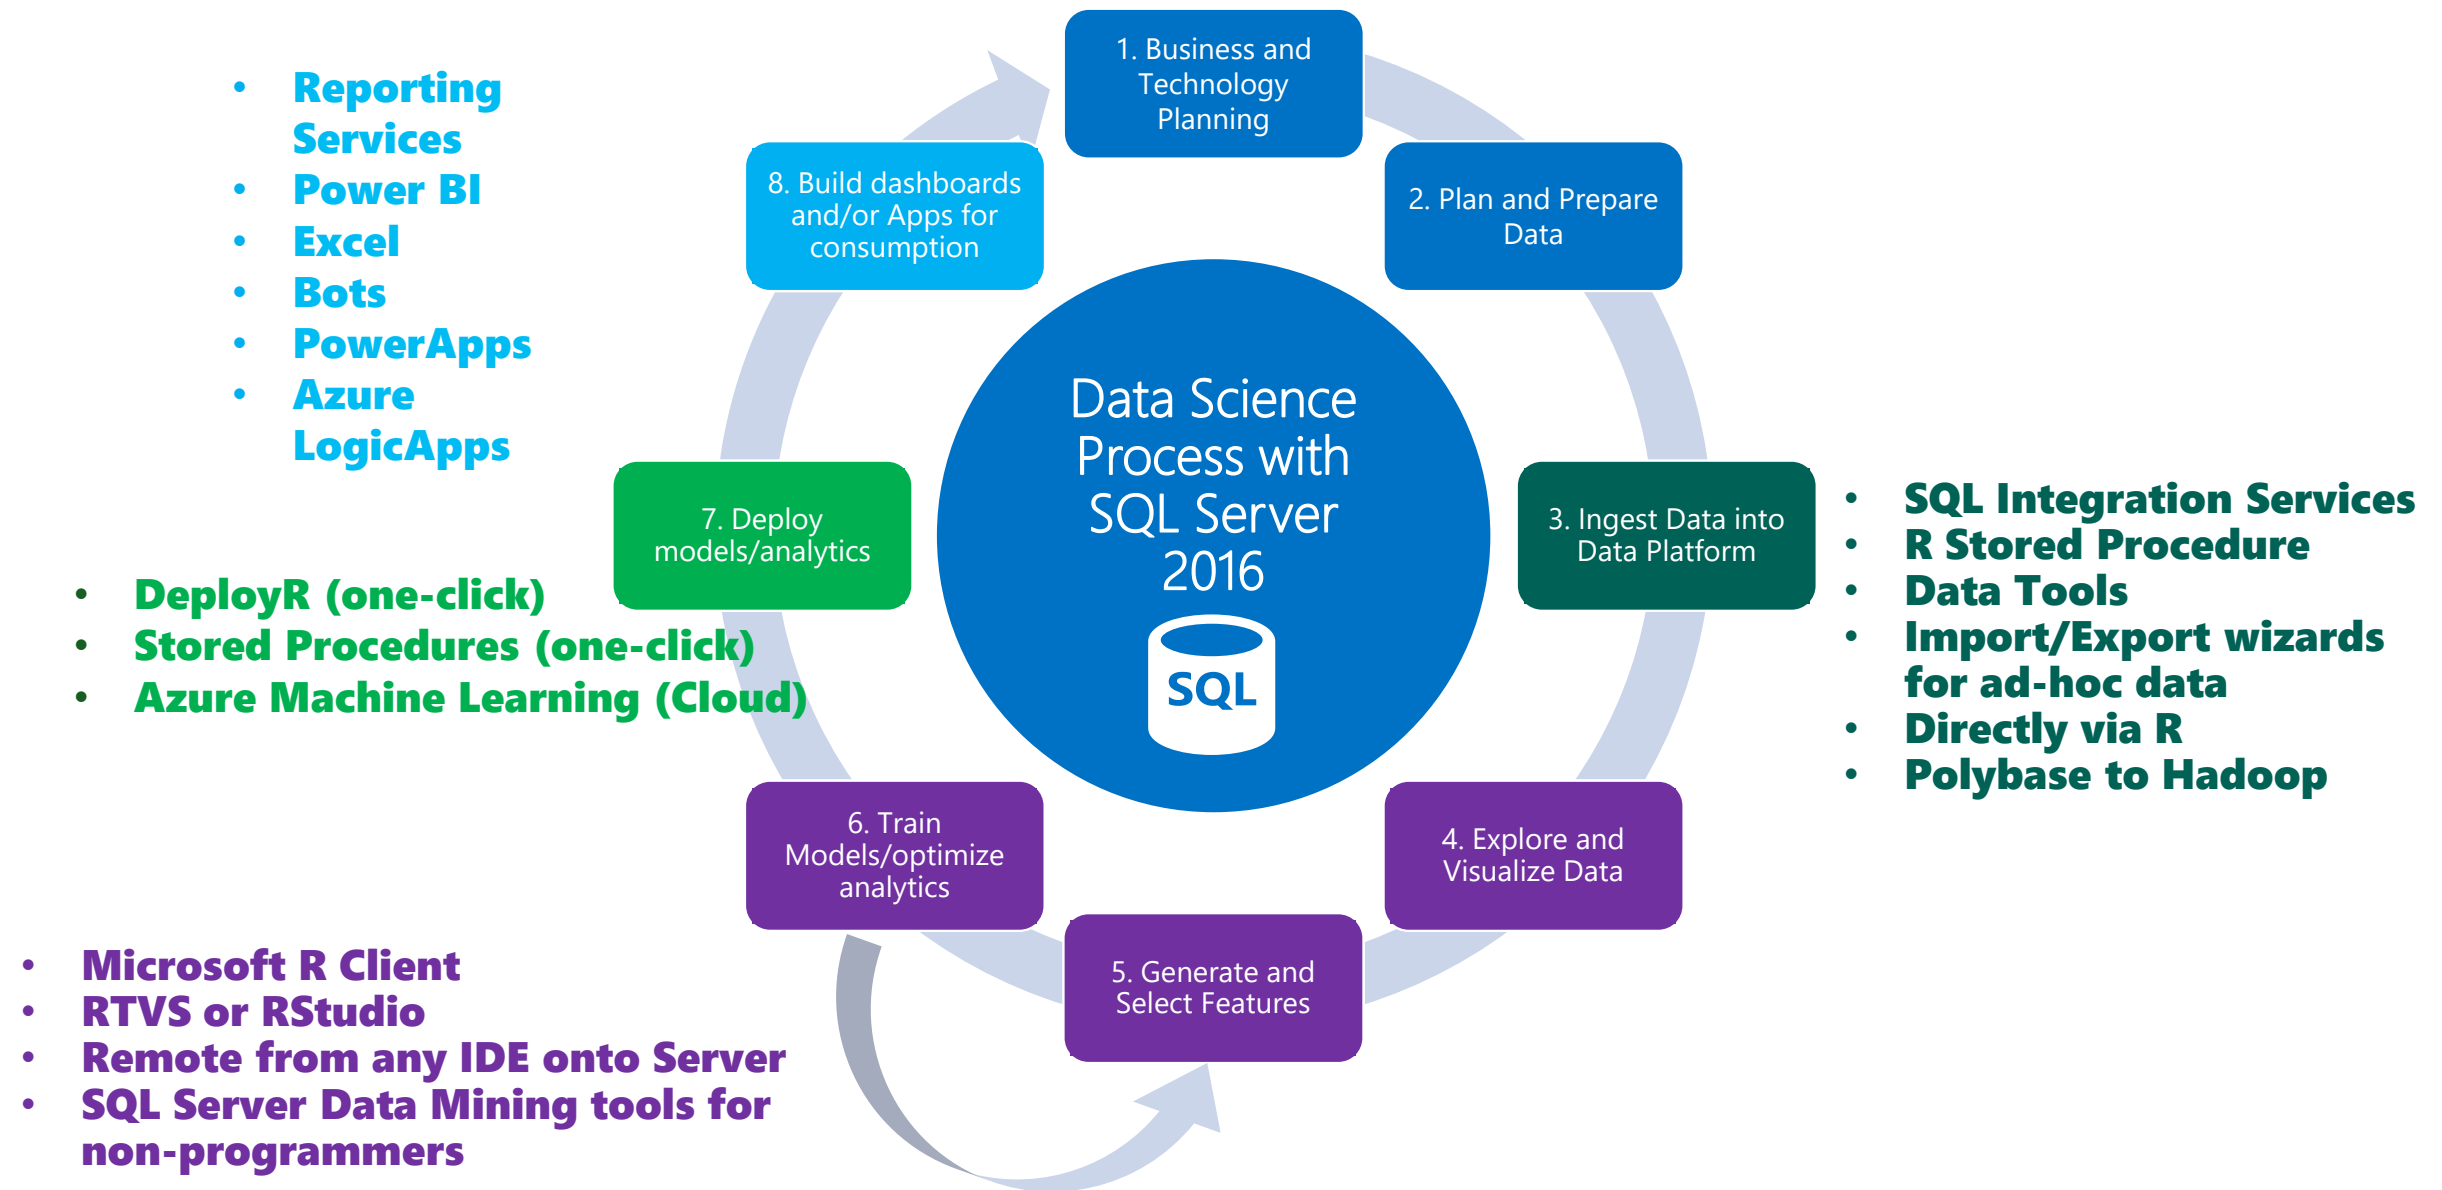 1. Business and
Technology
Planning
2. Plan and Prepare
Data
3. Ingest Data into
Data Platform
• SQL Integration Services
• R Stored Procedure
• Data Tools
• Import/Export wizards
for ad-hoc data
• Directly via R
• Polybase to Hadoop
4. Explore and
Visualize Data
5. Generate and
Select Features
6. Train
Models/optimize
analytics
• Microsoft R Client
• RTVS or RStudio
• Remote from any IDE onto Server
• SQL Server Data Mining tools for
non-programmers
7. Deploy
models/analytics
• DeployR (one-click)
• Stored Procedures (one-click)
• Azure Machine Learning (Cloud)
8. Build dashboards
and/or Apps for
consumption
• Reporting
Services
• Power BI
• Excel
• Bots
• PowerApps
• Azure
LogicApps
Data Science
Process with
SQL Server
2016
SQL